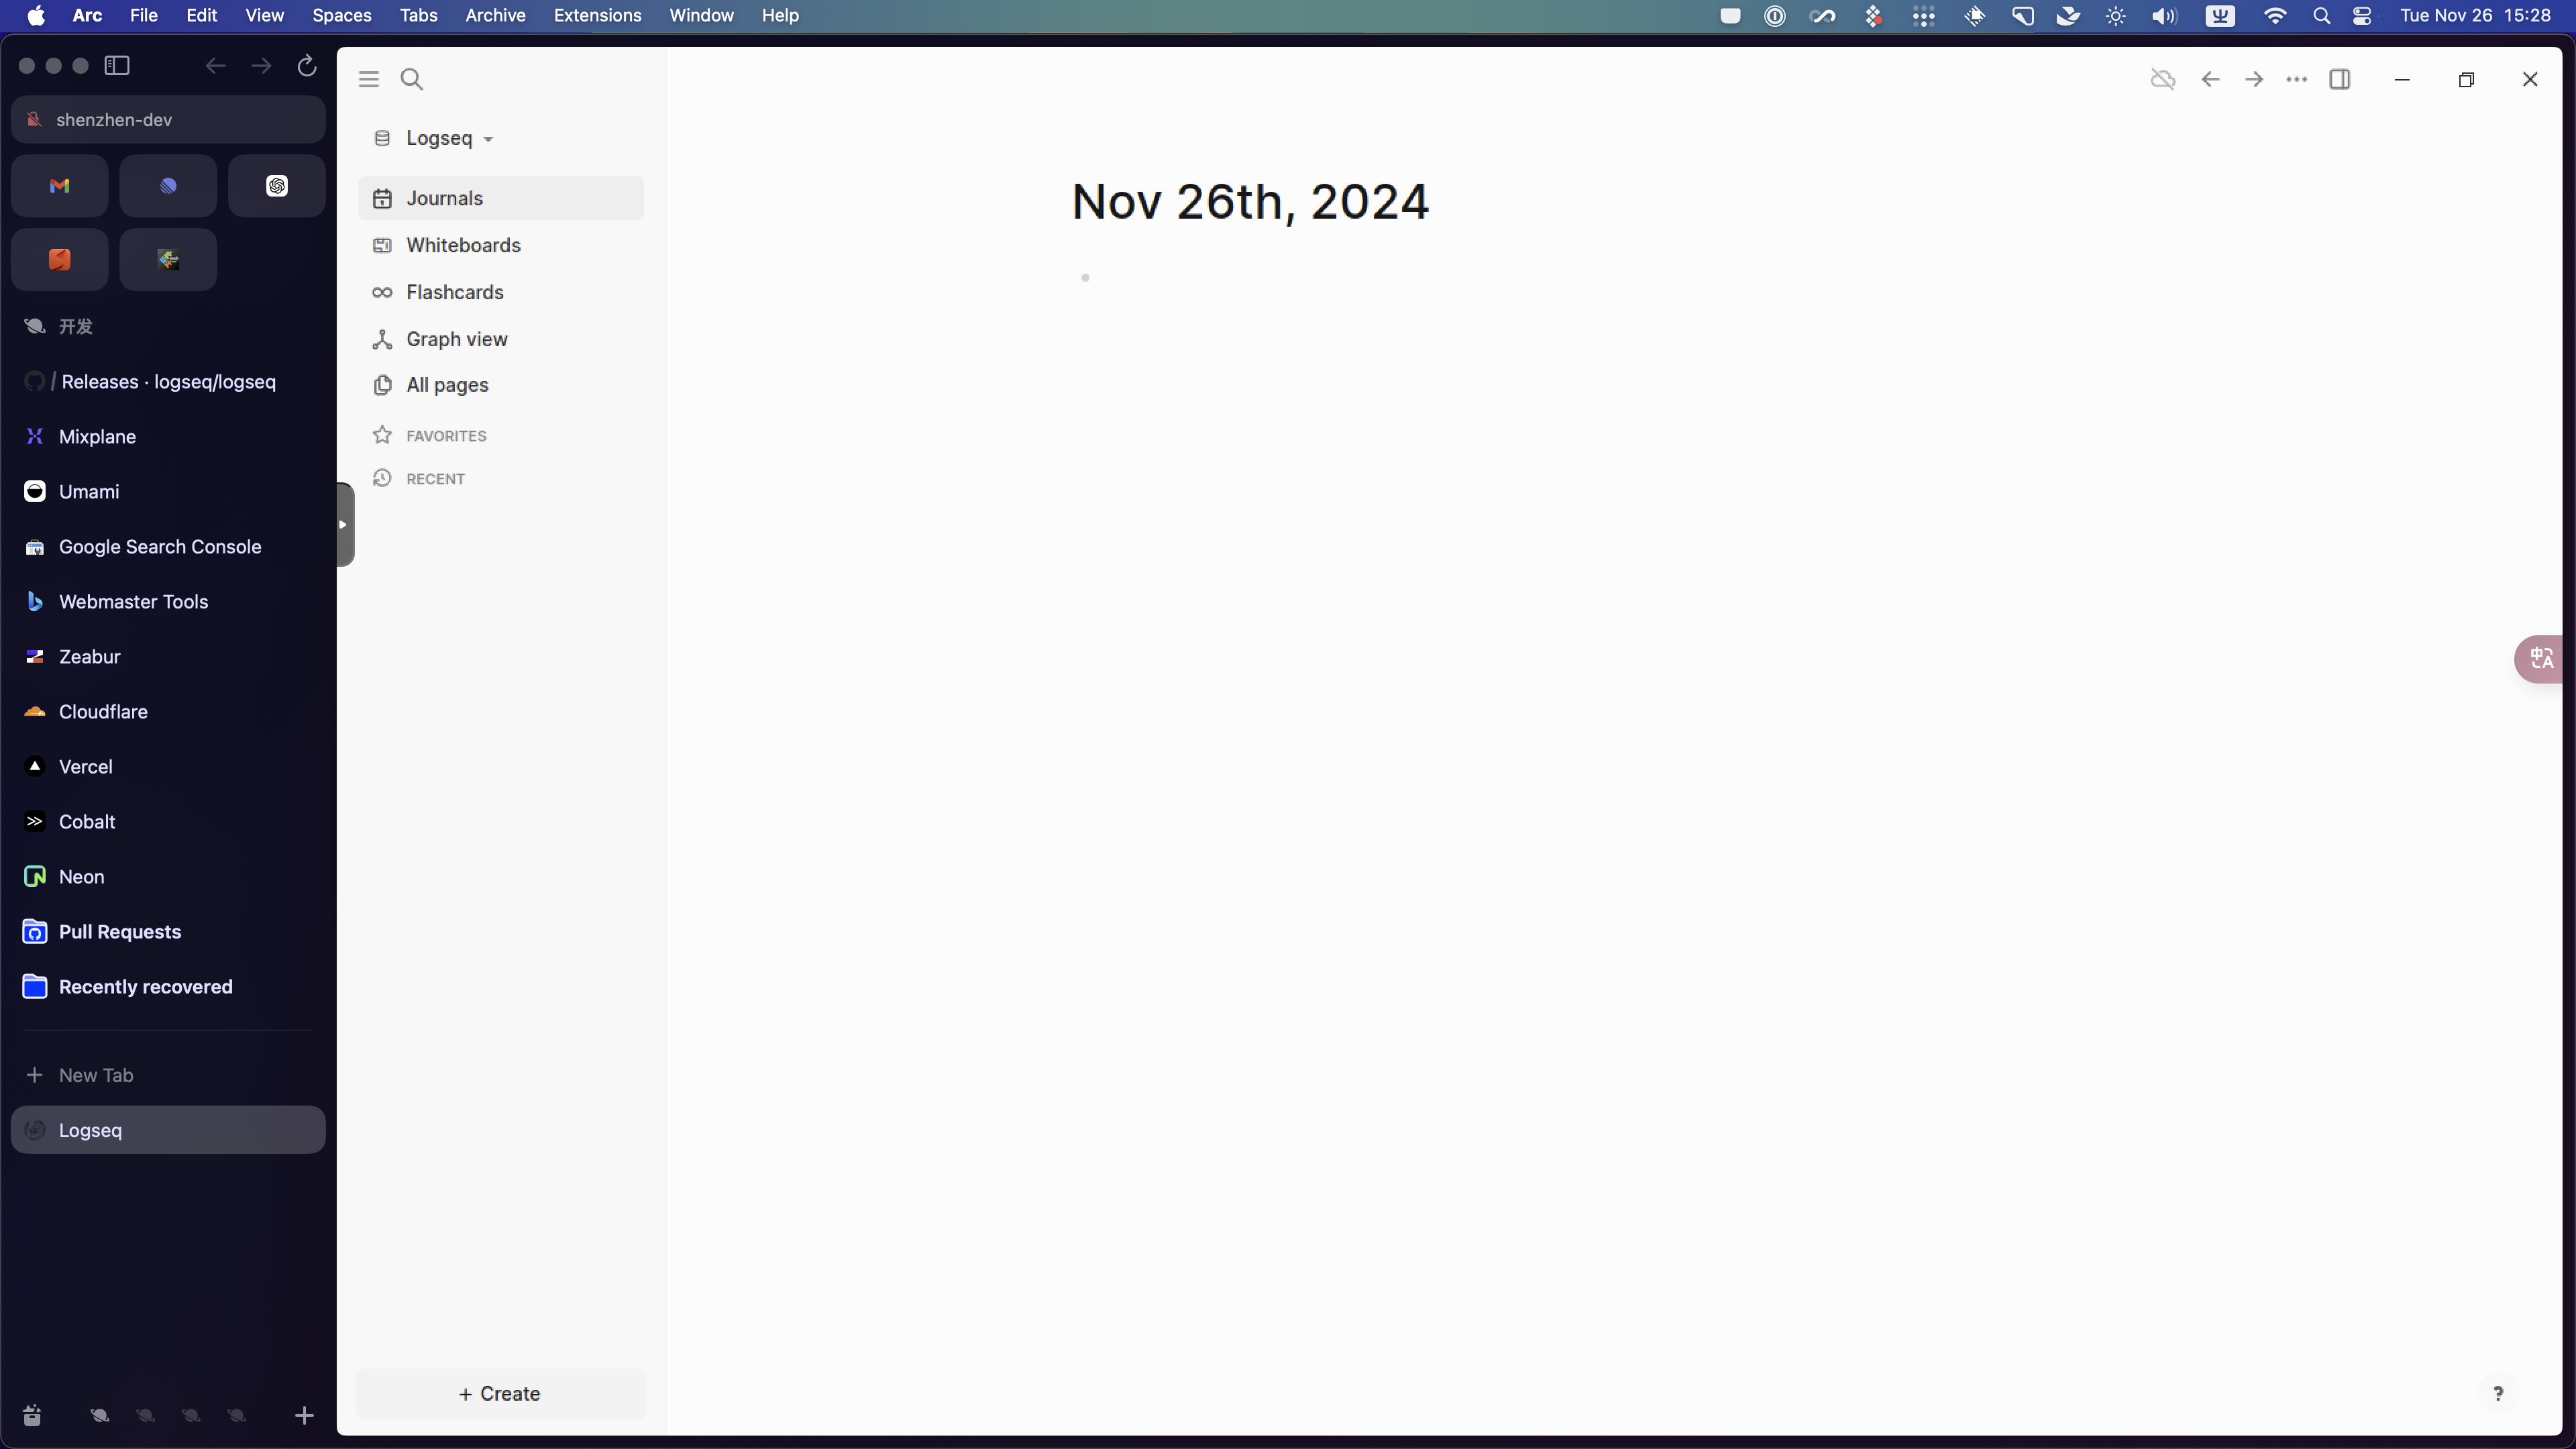 Arc File Edit View Spaces Tabs Archive Extensions Window Help Tue Nov 26 15:28
shenzhen-dev
开发
/ Releases · logseq/logseq
Mixplane
Umami
Google Search Console
Webmaster Tools
Zeabur
Cloudflare
Vercel
Cobalt
Neon
Pull Requests
Recently recovered
+ New Tab
Logseq
Logseq
Journals
Whiteboards
Flashcards
Graph view
All pages
FAVORITES
RECENT
+ Create
Nov 26th, 2024
中A
?